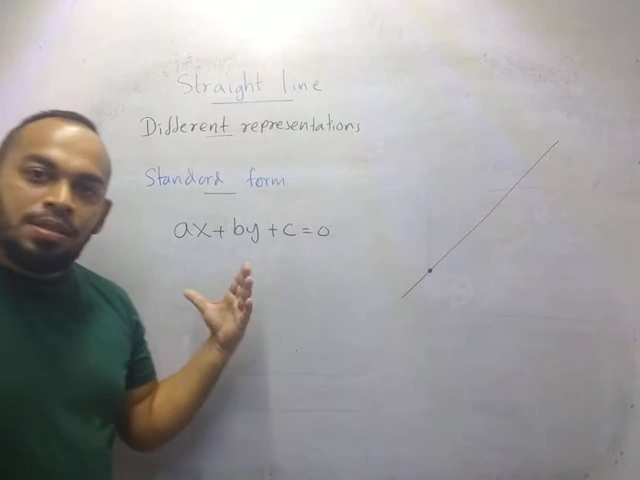 Straight line
Different representations
Standard form
ax+by+c=0